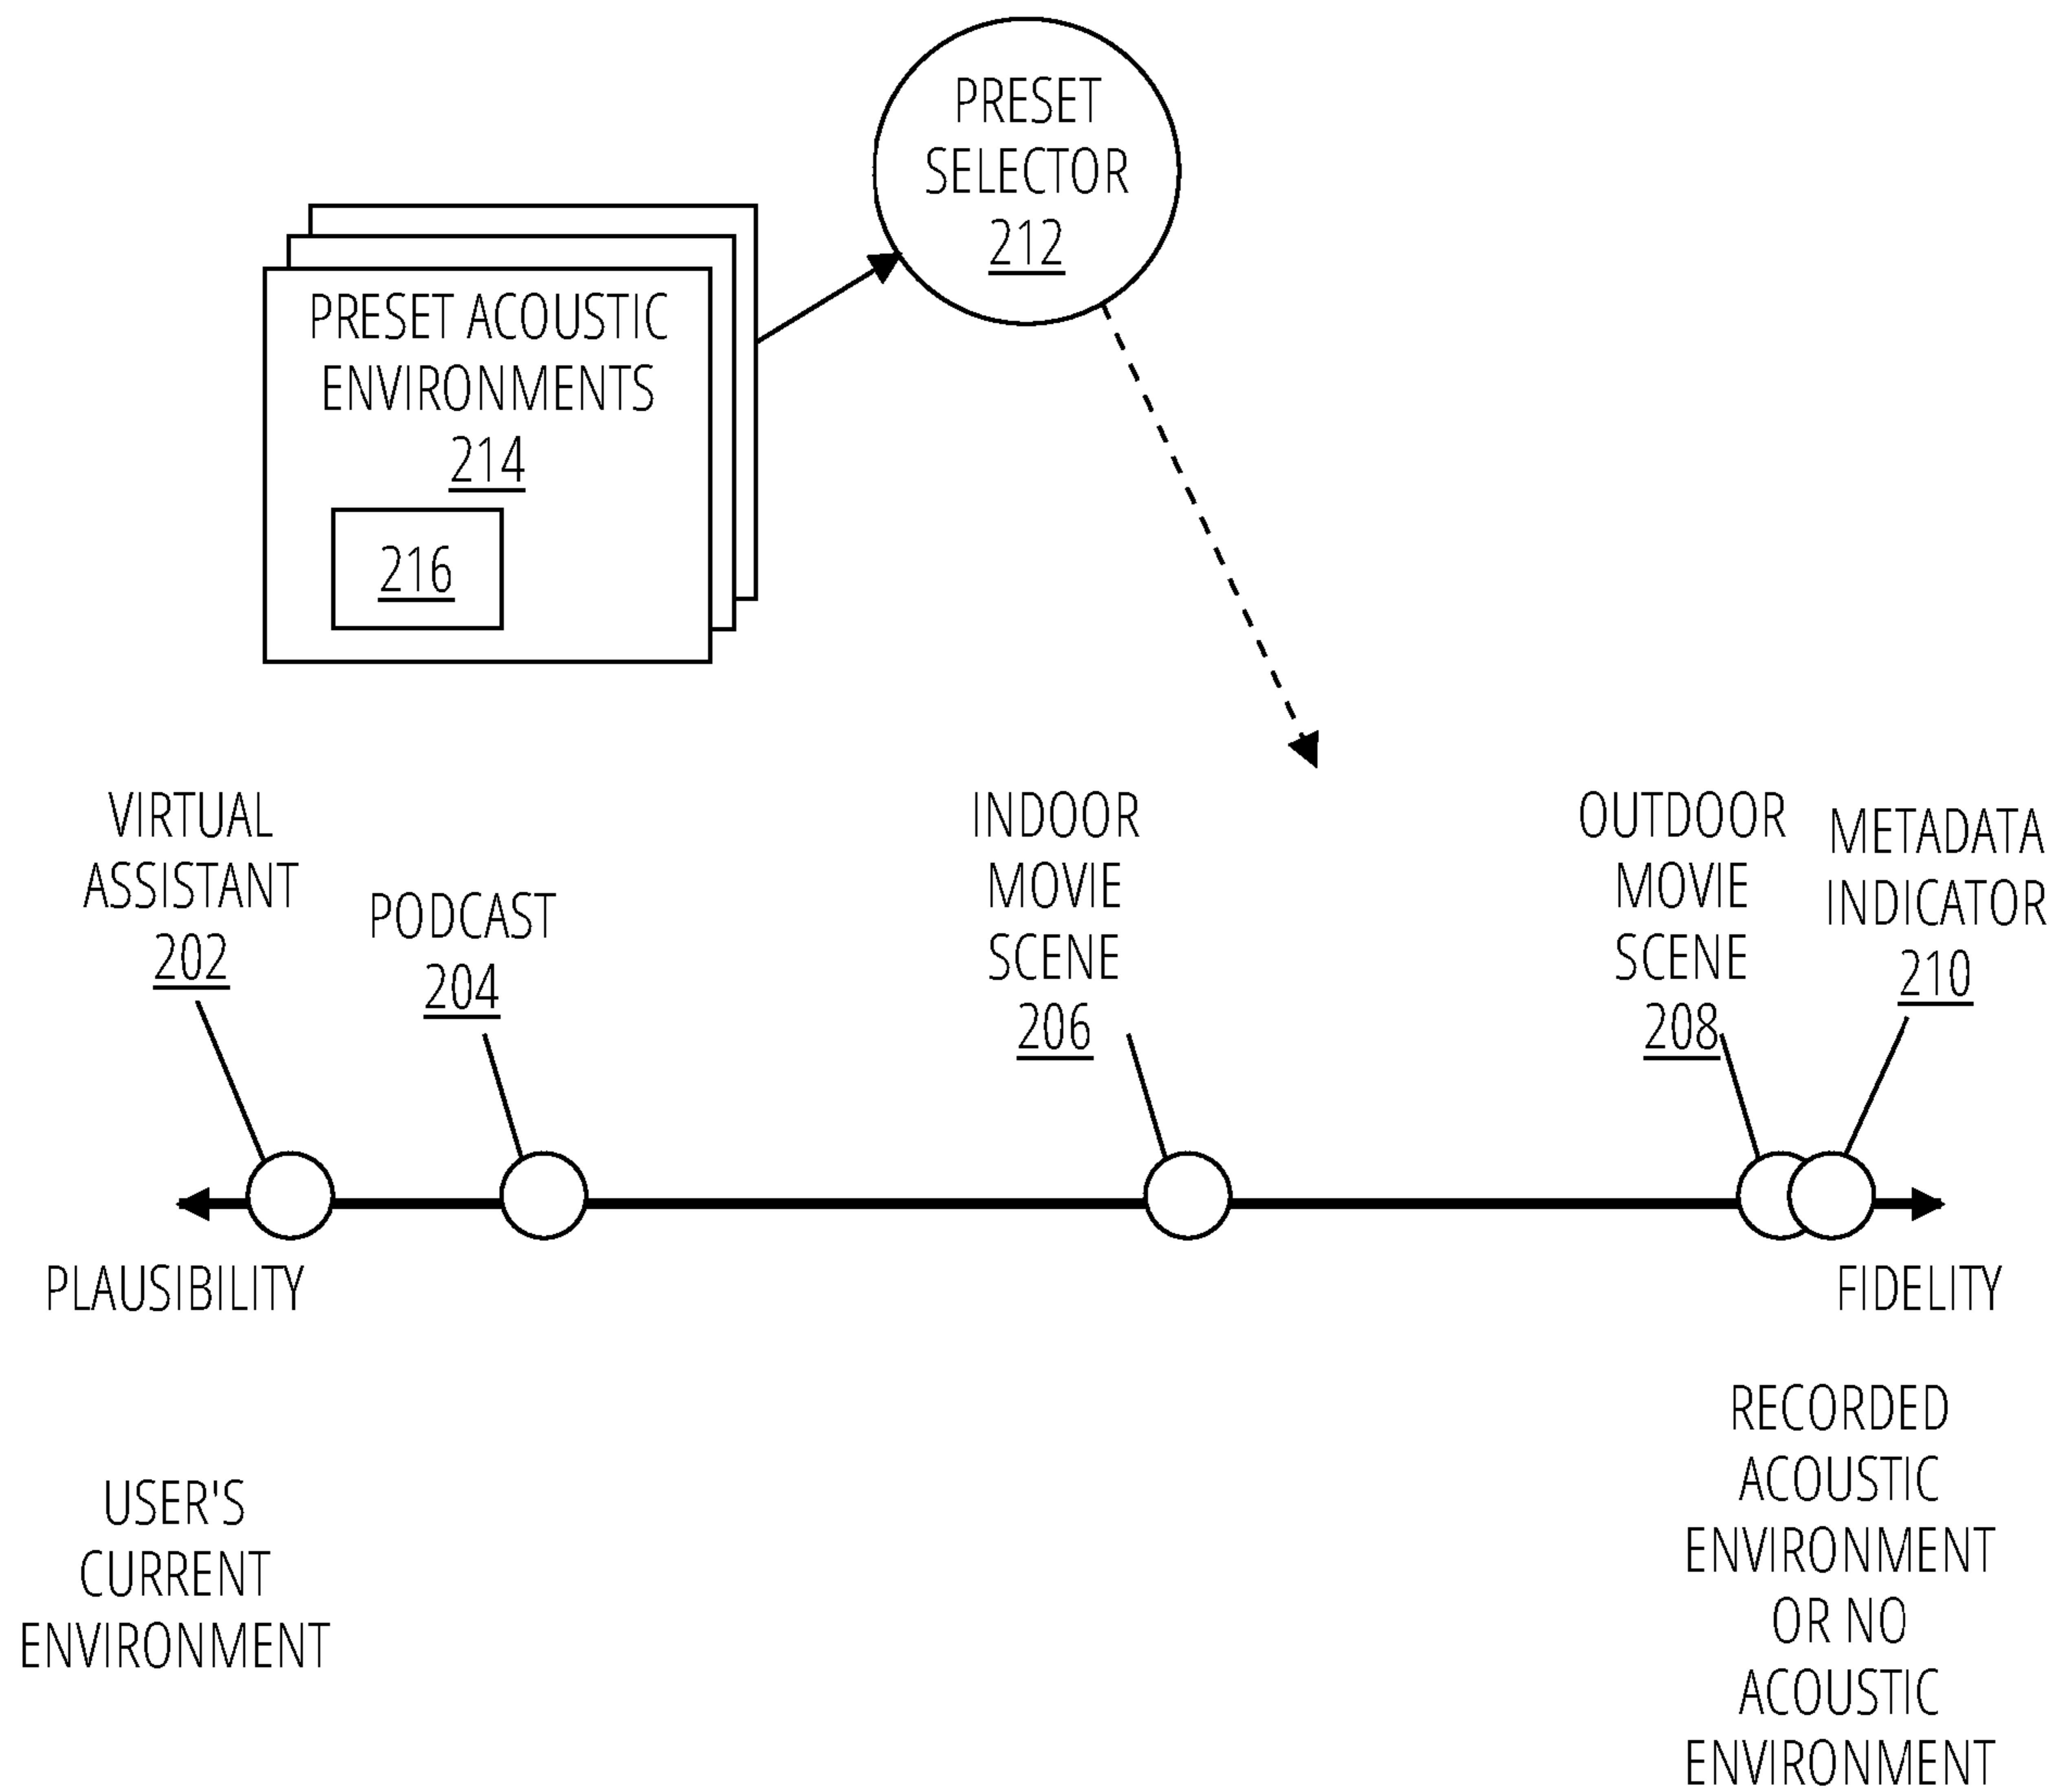 PRESET
SELECTOR
212
PRESET ACOUSTIC
ENVIRONMENTS
214
216
VIRTUAL
ASSISTANT
202
PODCAST
204
INDOOR
MOVIE
SCENE
206
OUTDOOR
MOVIE
SCENE
208
METADATA
INDICATOR
210
PLAUSIBILITY
FIDELITY
USER'S
CURRENT
ENVIRONMENT
RECORDED
ACOUSTIC
ENVIRONMENT
OR NO
ACOUSTIC
ENVIRONMENT